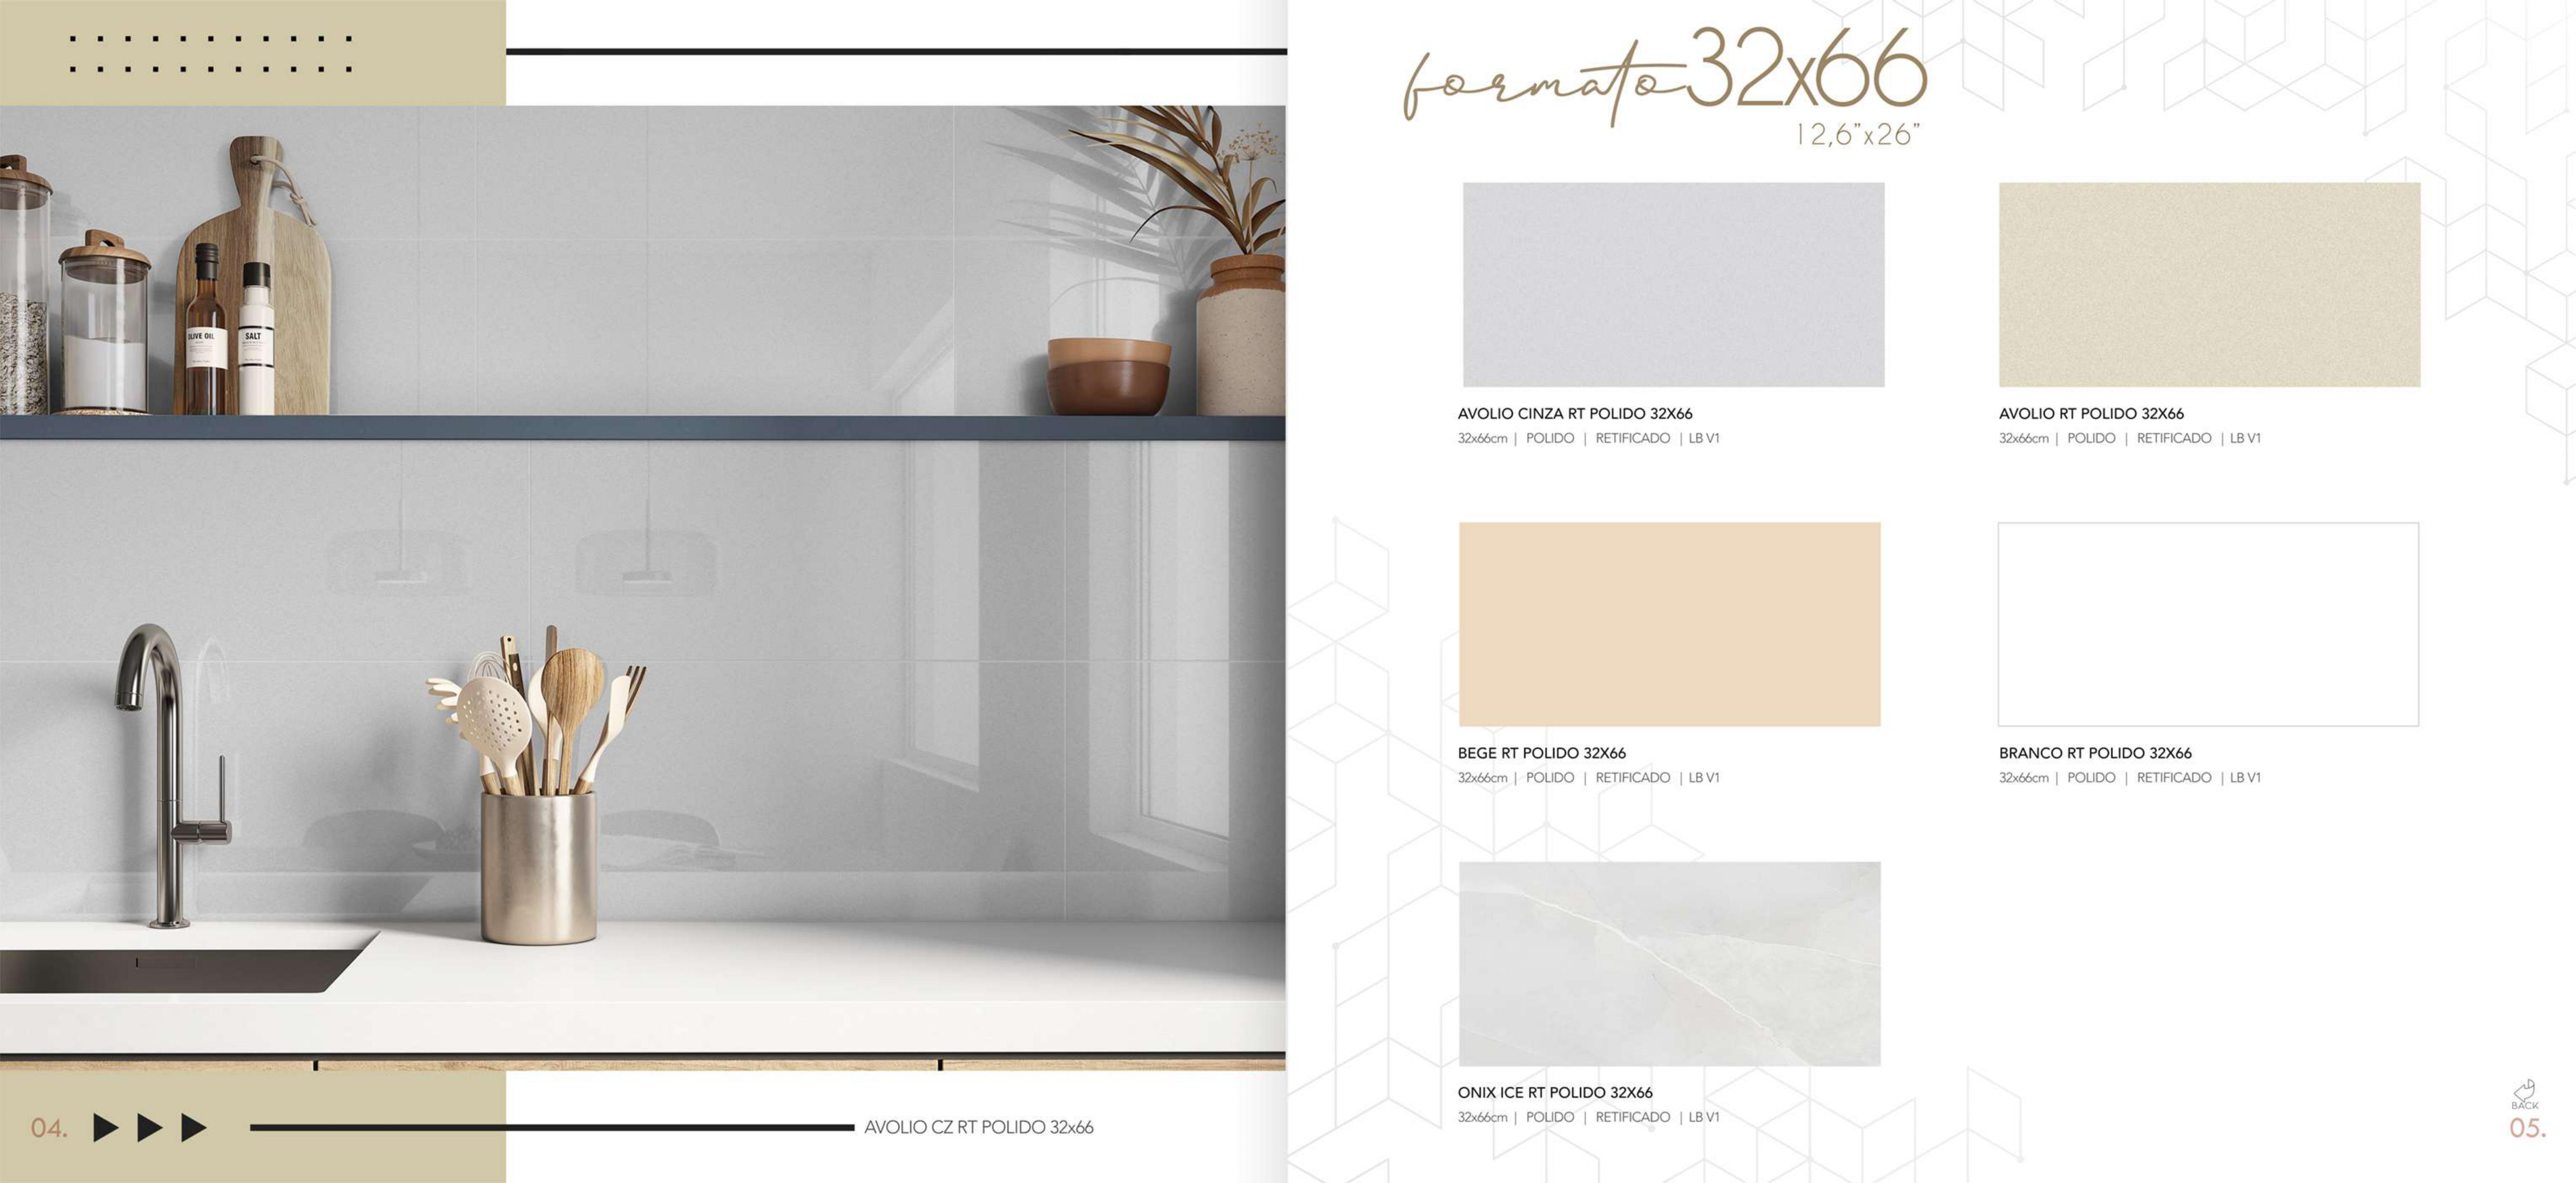 OLIVE OIL
SALT
04.
AVOLIO CZ RT POLIDO 32x66
formato 32x66
12,6”x26”
AVOLIO CINZA RT POLIDO 32X66
32x66cm | POLIDO | RETIFICADO | LB V1
AVOLIO RT POLIDO 32X66
32x66cm | POLIDO | RETIFICADO | LB V1
BEGE RT POLIDO 32X66
32x66cm | POLIDO | RETIFICADO | LB V1
BRANCO RT POLIDO 32X66
32x66cm | POLIDO | RETIFICADO | LB V1
ONIX ICE RT POLIDO 32X66
32x66cm | POLIDO | RETIFICADO | LB V1
BACK
05.